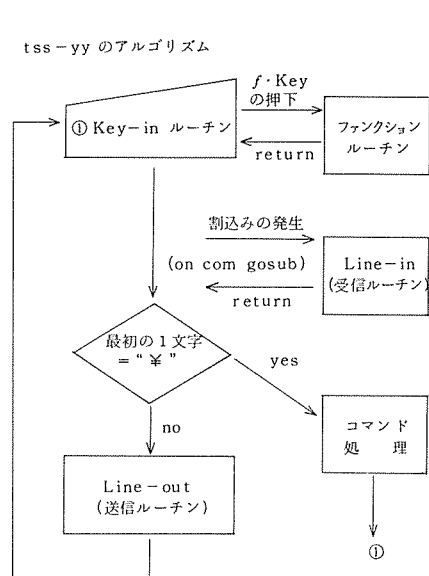 tss-yy のアルゴリズム
f・Key
の押下
① Key-in ルーチン
ファンクション
ルーチン
return
割込みの発生
(on com gosub)
return
Line-in
(受信ルーチン)
最初の1文字
= "¥"
yes
no
コマンド
処 理
Line-out
(送信ルーチン)
①